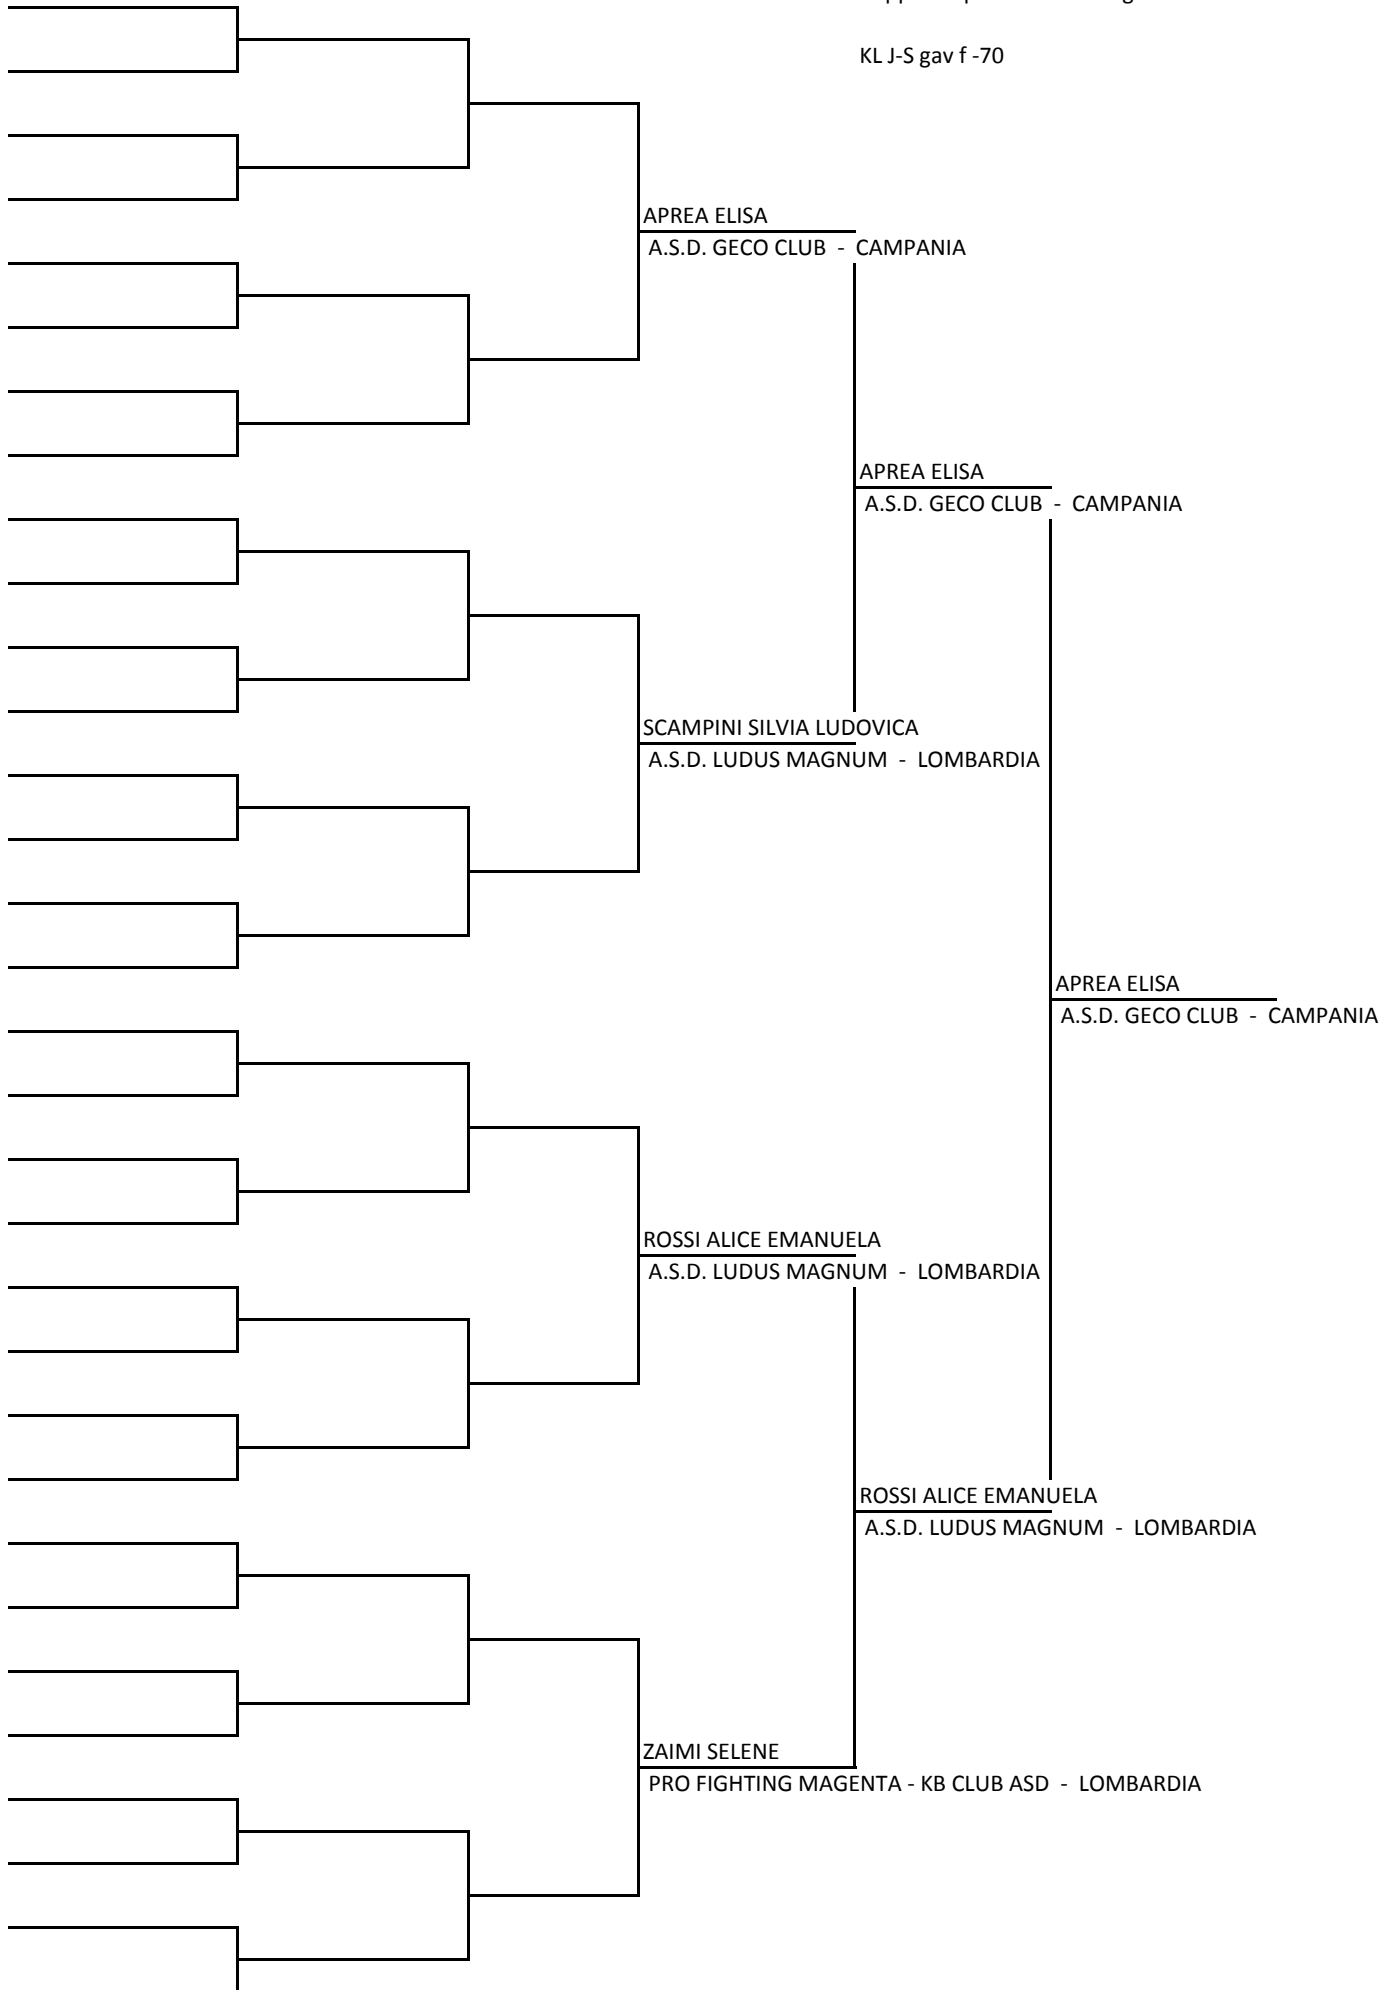 KL J-S gav f -70
APREA ELISA
A.S.D. GECO CLUB - CAMPANIA
APREA ELISA
A.S.D. GECO CLUB - CAMPANIA
SCAMPINI SILVIA LUDOVICA
A.S.D. LUDUS MAGNUM - LOMBARDIA
APREA ELISA
A.S.D. GECO CLUB - CAMPANIA
ROSSI ALICE EMANUELA
A.S.D. LUDUS MAGNUM - LOMBARDIA
ROSSI ALICE EMANUELA
A.S.D. LUDUS MAGNUM - LOMBARDIA
ZAIMI SELENE
PRO FIGHTING MAGENTA - KB CLUB ASD - LOMBARDIA